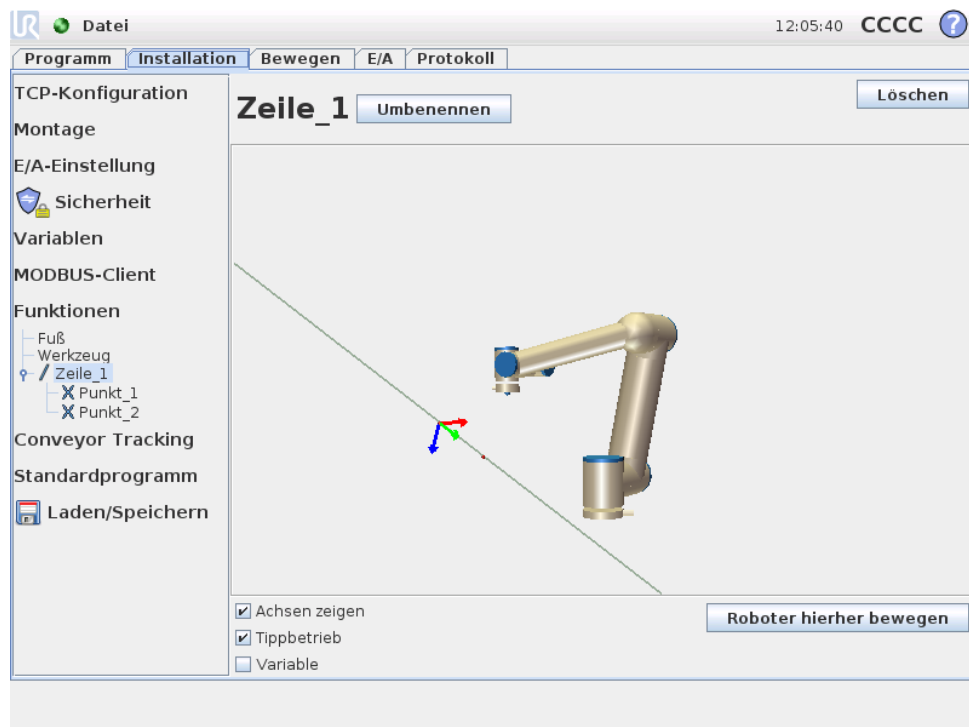 UR Datei 12:05:40 CCCC ?
Programm Installation Bewegen E/A Protokoll
TCP-Konfiguration
Montage
E/A-Einstellung
Sicherheit
Variablen
MODBUS-Client
Funktionen
Fuß
Werkzeug
Zeile_1
Punkt_1
Punkt_2
Conveyor Tracking
Standardprogramm
Laden/Speichern
Zeile_1 Umbenennen Löschen
Achsen zeigen
Tippbetrieb
Variable
Roboter hierher bewegen